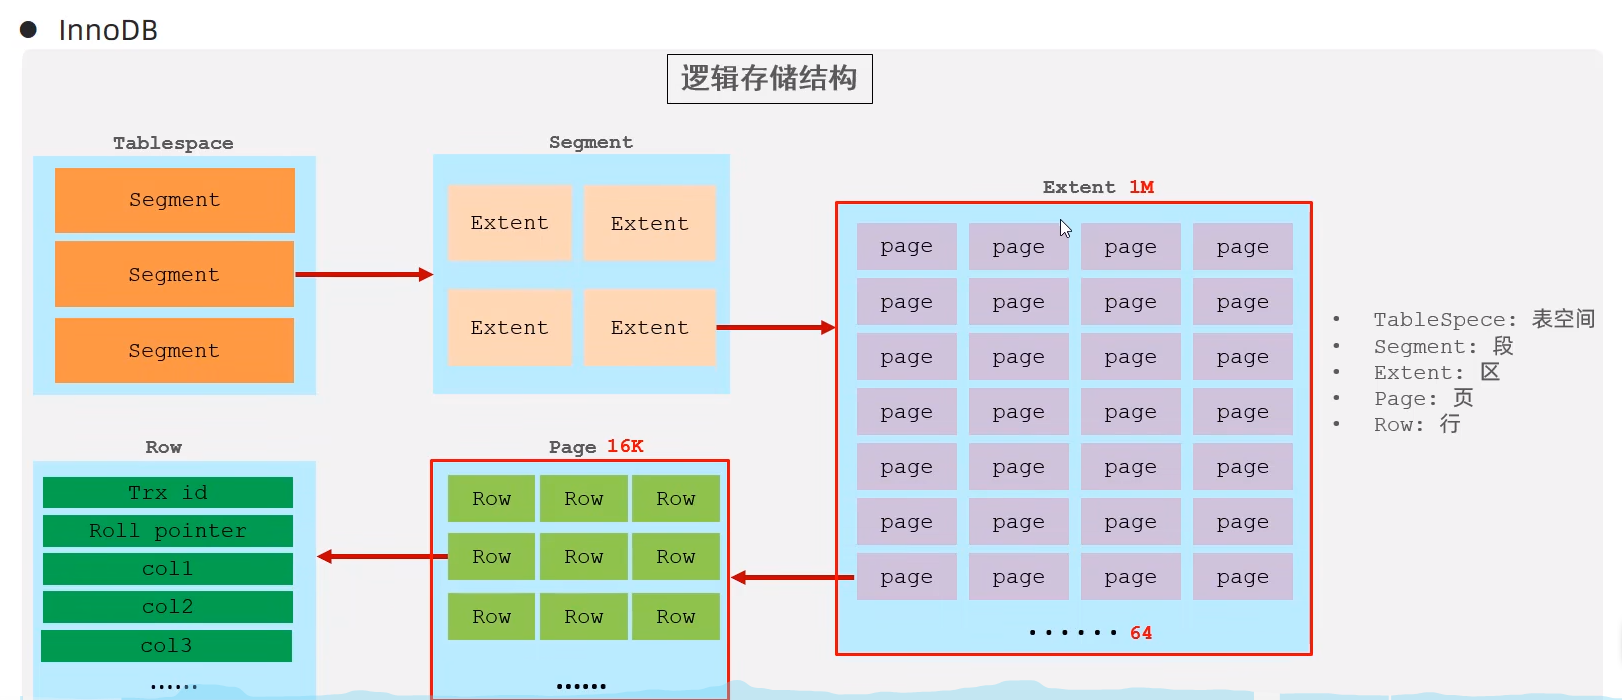 ● InnoDB
逻辑存储结构
Tablespace
Segment
Segment
Segment
Segment
Extent Extent
Extent Extent
Extent 1M
page page page page
page page page page
page page page page
page page page page
page page page page
page page page page
page page page page
······ 64
• TableSpece: 表空间
• Segment: 段
• Extent: 区
• Page: 页
• Row: 行
Row
Trx id
Roll pointer
col1
col2
col3
······
Page 16K
Row Row Row
Row Row Row
Row Row Row
······